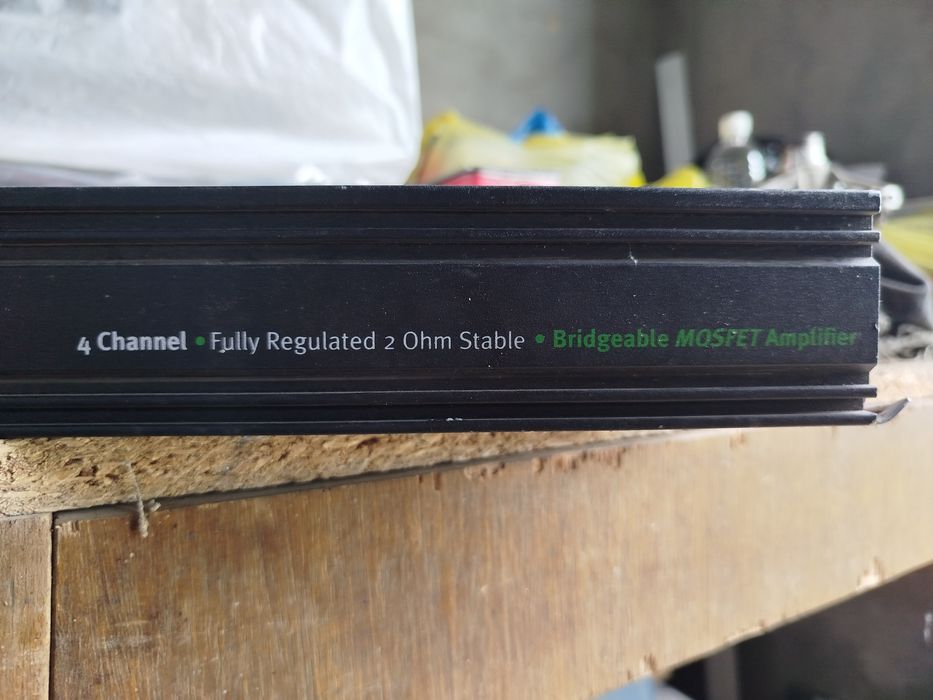 4 Channel • Fully Regulated 2 Ohm Stable • Bridgeable MOSFET Amplifier